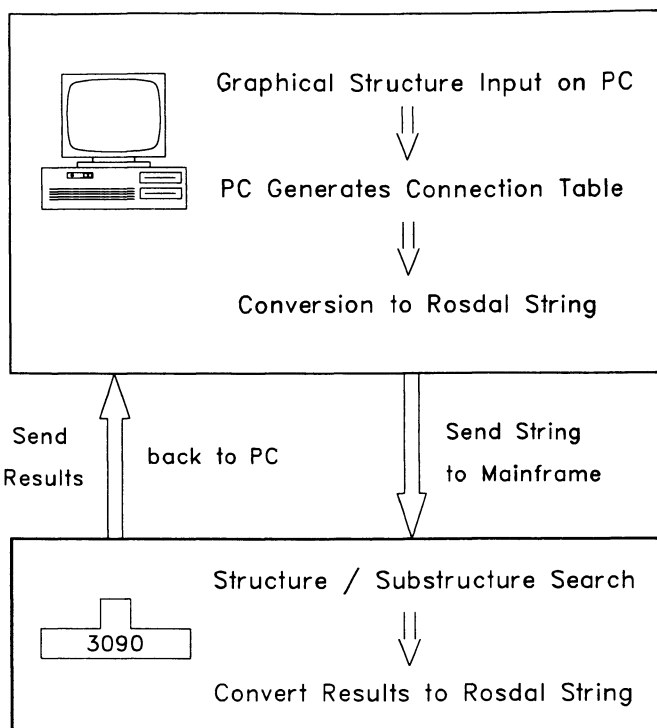 Graphical Structure Input on PC
PC Generates Connection Table
Conversion to Rosdal String
Send
Results
back to PC
Send String
to Mainframe
Structure / Substructure Search
3090
Convert Results to Rosdal String